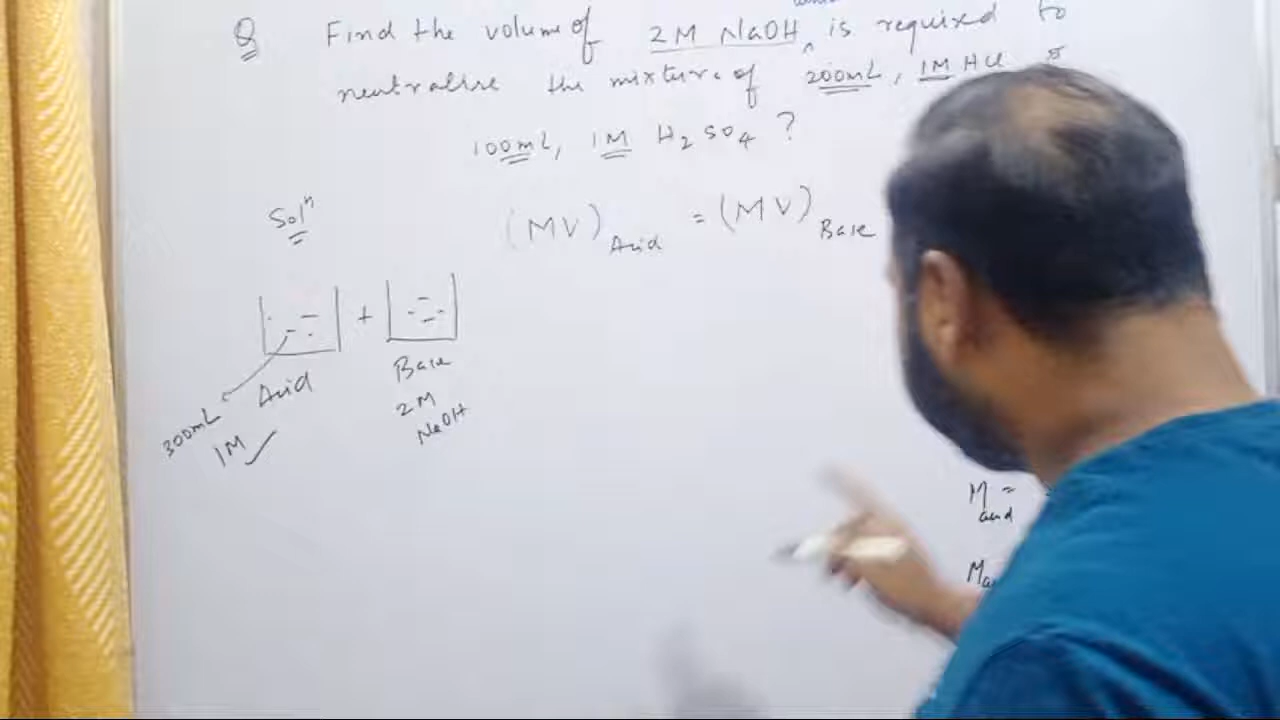 Q Find the volume of 2M NaOH, is required to
neutralise the mixture of 200mL, 1M HCl &
100mL, 1M H2SO4 ?
Solⁿ
(MV)Acid = (MV)Base
+
Acid
Base
300mL
1M ✓
2M
NaOH
M acid =